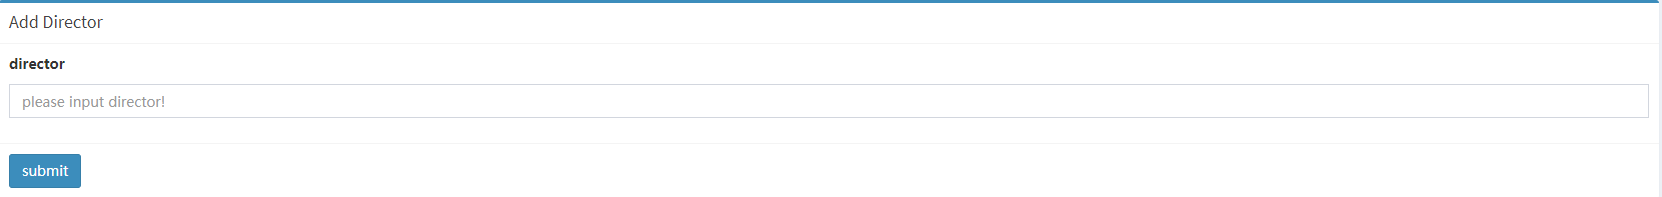 Add Director
director
please input director!
submit